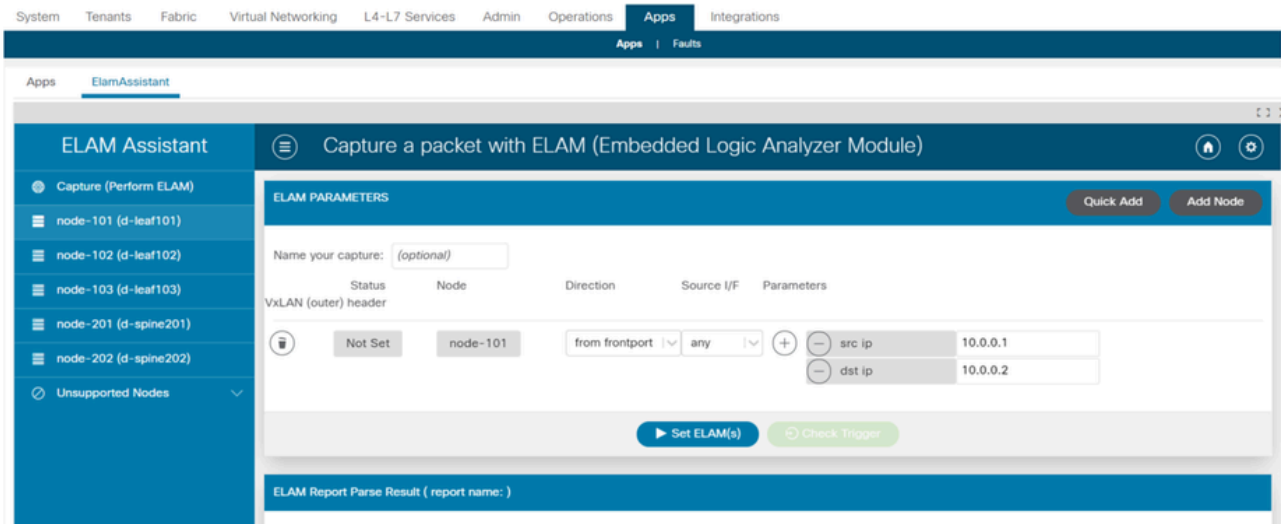 System Tenants Fabric Virtual Networking L4-L7 Services Admin Operations Apps Integrations
Apps | Faults
Apps ElamAssistant
ELAM Assistant
Capture a packet with ELAM (Embedded Logic Analyzer Module)
Capture (Perform ELAM)
node-101 (d-leaf101)
node-102 (d-leaf102)
node-103 (d-leaf103)
node-201 (d-spine201)
node-202 (d-spine202)
Unsupported Nodes
ELAM PARAMETERS
Quick Add Add Node
Name your capture: (optional)
Status Node Direction Source I/F Parameters
VxLAN (outer) header
Not Set node-101 from frontport any src ip 10.0.0.1
dst ip 10.0.0.2
Set ELAM(s) Check Trigger
ELAM Report Parse Result ( report name: )